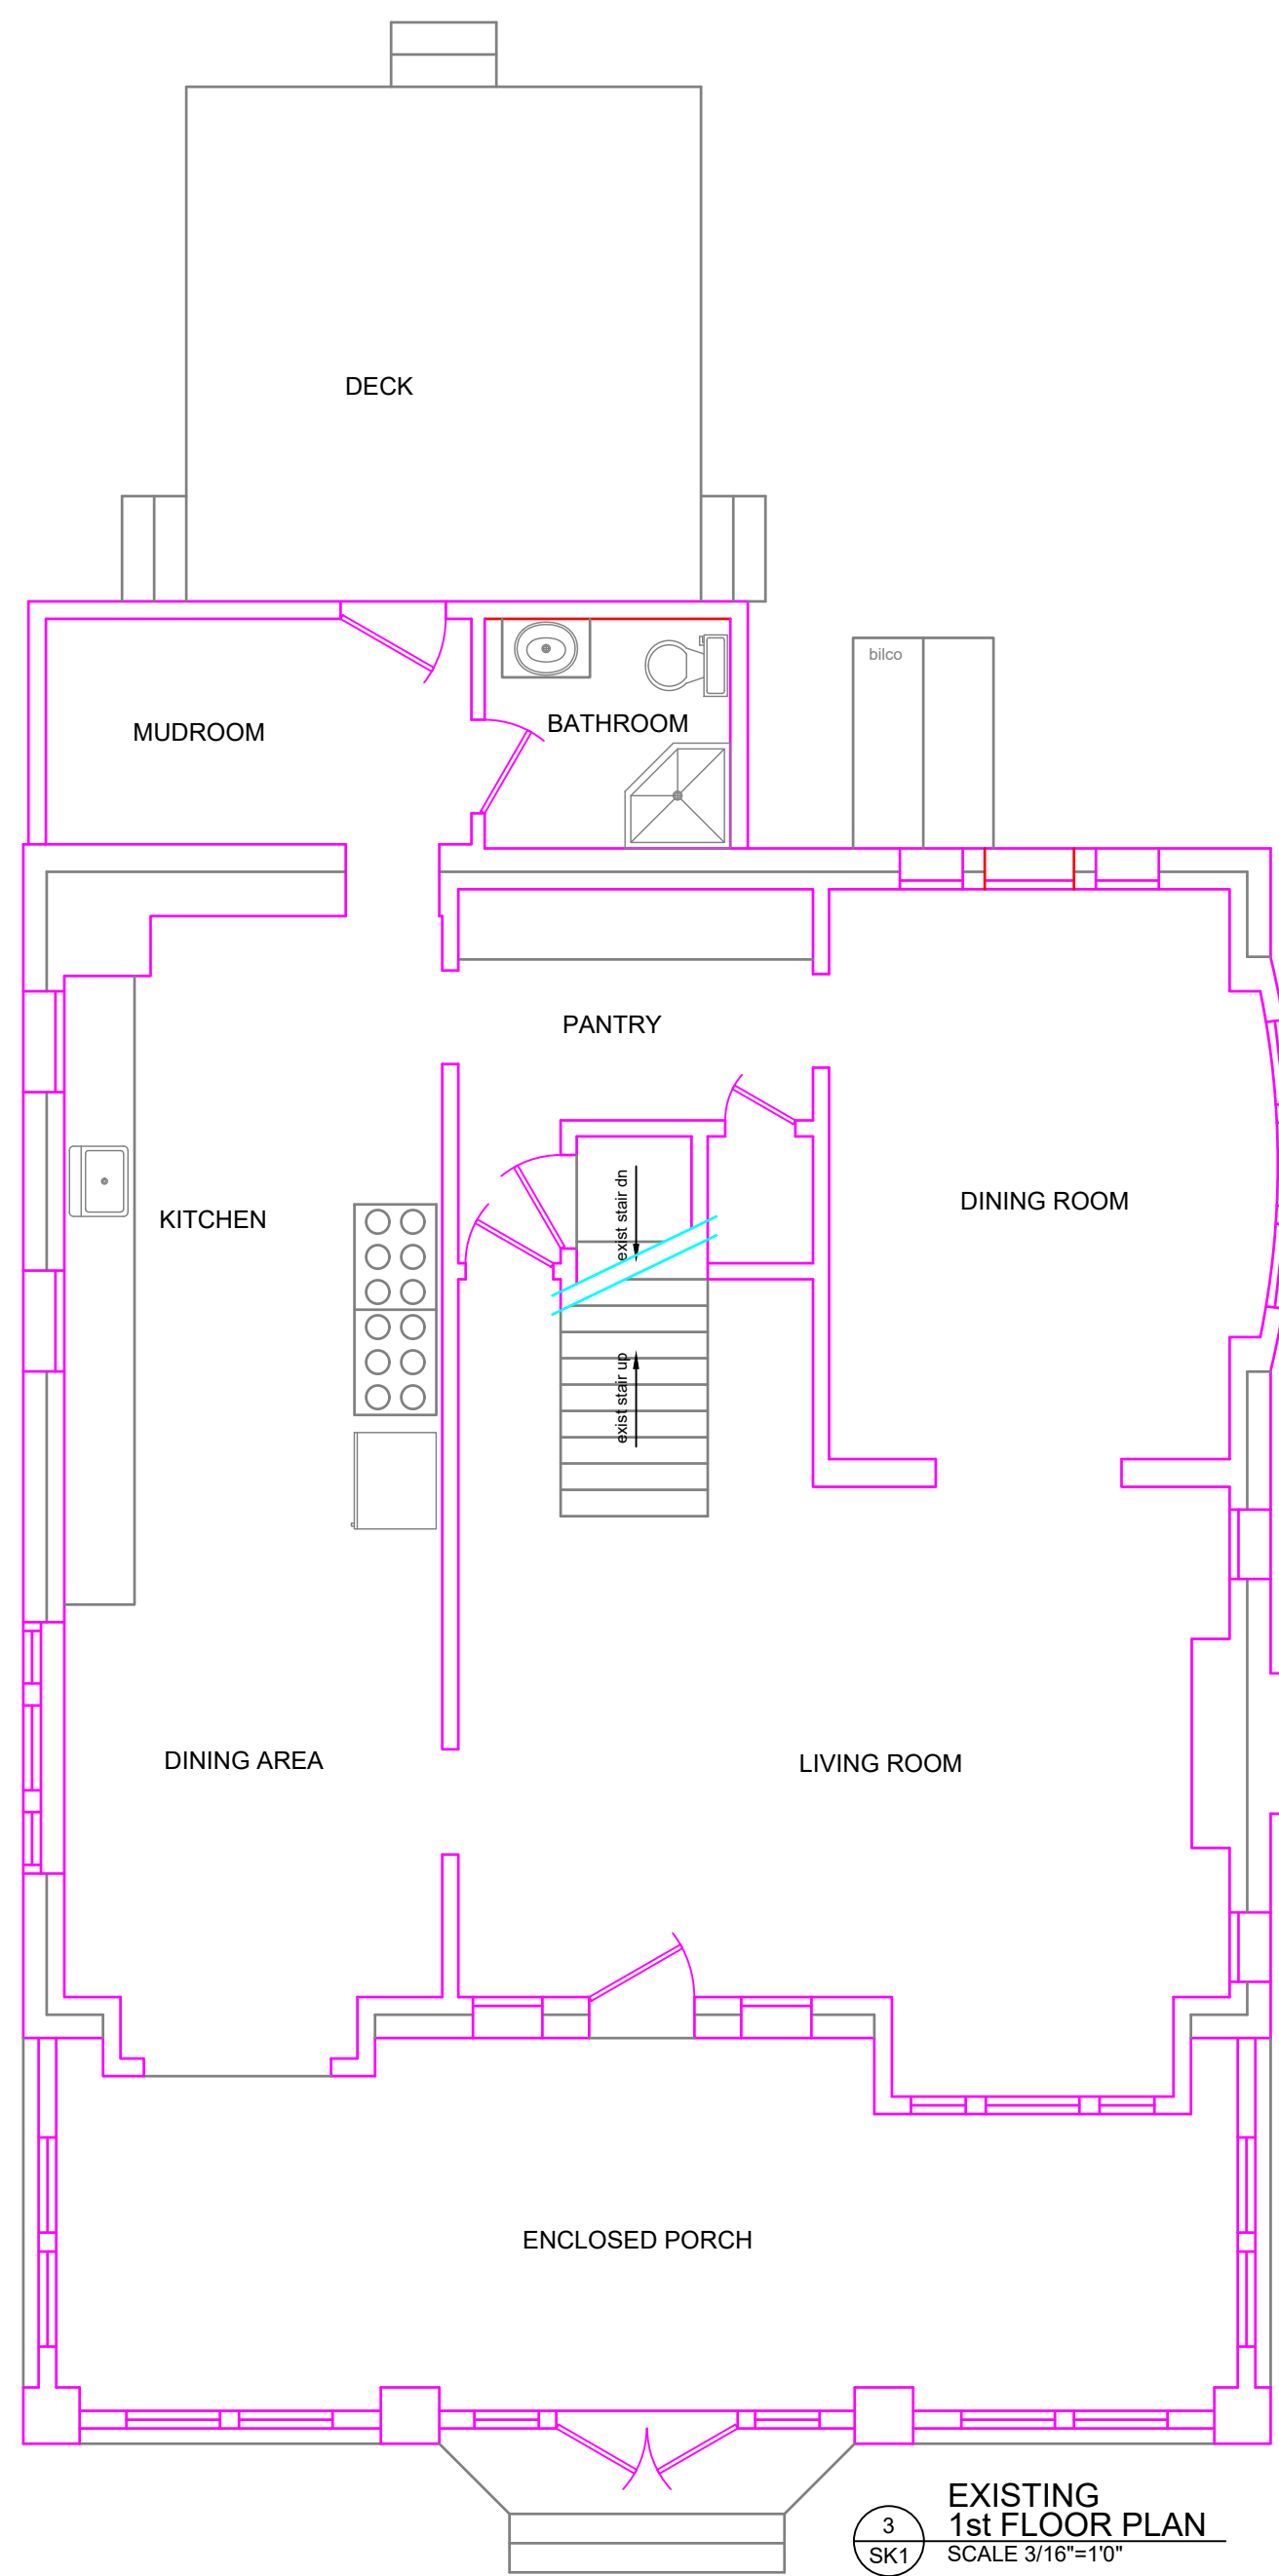 DECK
bilco
MUDROOM
BATHROOM
PANTRY
exist stair dn
KITCHEN
DINING ROOM
exist stair up
DINING AREA
LIVING ROOM
ENCLOSED PORCH
3
SK1
EXISTING
1st FLOOR PLAN
SCALE 3/16"=1'0"